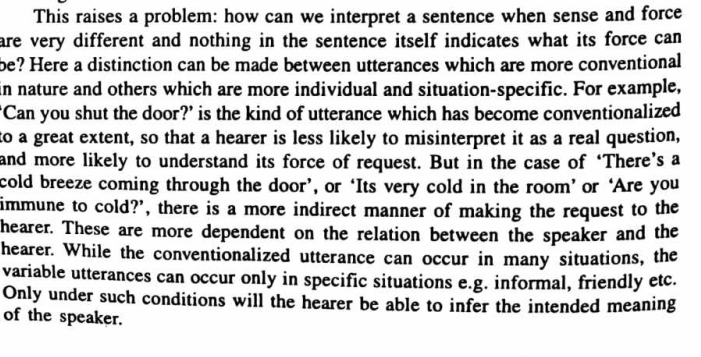 This raises a problem: how can we interpret a sentence when sense and force
are very different and nothing in the sentence itself indicates what its force can
be? Here a distinction can be made between utterances which are more conventional
in nature and others which are more individual and situation-specific. For example,
‘Can you shut the door?’ is the kind of utterance which has become conventionalized
to a great extent, so that a hearer is less likely to misinterpret it as a real question,
and more likely to understand its force of request. But in the case of ‘There's a
cold breeze coming through the door’, or ‘Its very cold in the room’ or ‘Are you
immune to cold?’, there is a more indirect manner of making the request to the
hearer. These are more dependent on the relation between the speaker and the
hearer. While the conventionalized utterance can occur in many situations, the
variable utterances can occur only in specific situations e.g. informal, friendly etc.
Only under such conditions will the hearer be able to infer the intended meaning
of the speaker.